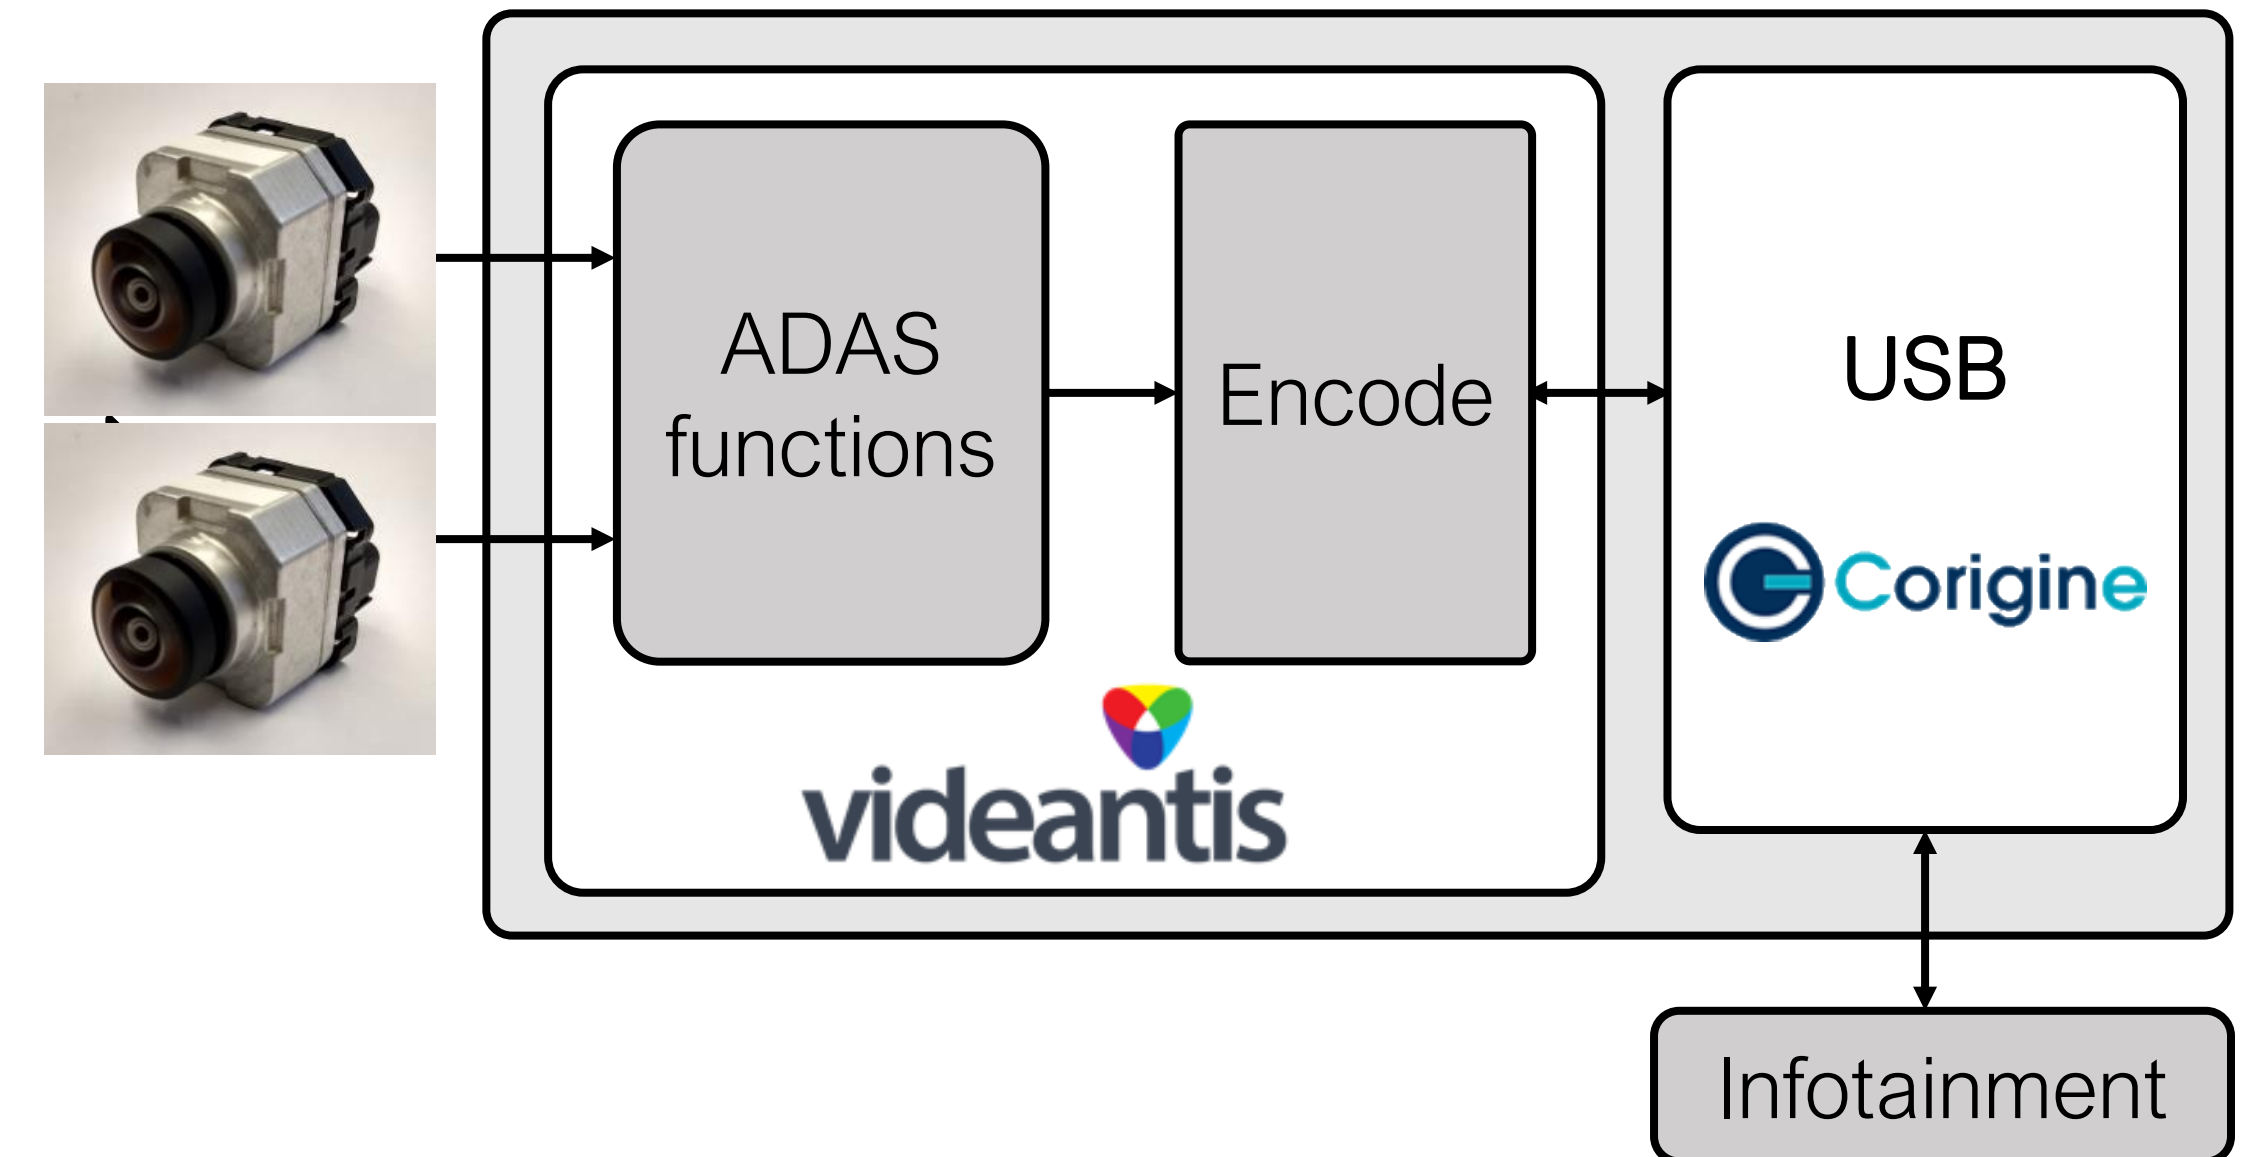 ADAS
functions
Encode
USB
Corigine
videantis
Infotainment